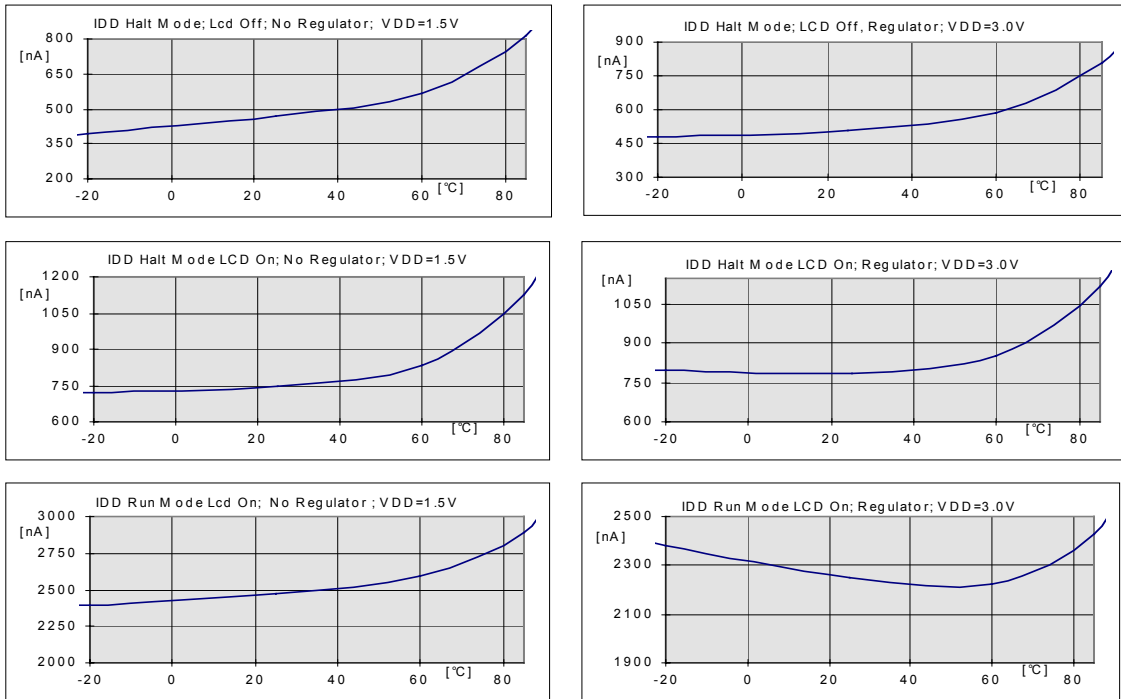 IDD Halt Mode; Lcd Off; No Regulator; VDD=1.5V
[nA]
800
650
500
350
200
-20 0 20 40 60 80
[℃]
IDD Halt Mode; LCD Off, Regulator; VDD=3.0V
[nA]
900
750
600
450
300
-20 0 20 40 60 80
[℃]
IDD Halt Mode LCD On; No Regulator; VDD=1.5V
[nA]
1200
1050
900
750
600
-20 0 20 40 60 80
[℃]
IDD Halt Mode LCD On; Regulator; VDD=3.0V
[nA]
1050
900
750
600
-20 0 20 40 60 80
[℃]
IDD Run Mode Lcd On; No Regulator ; VDD=1.5V
[nA]
3000
2750
2500
2250
2000
-20 0 20 40 60 80
[℃]
IDD Run Mode LCD On; Regulator; VDD=3.0V
[nA]
2500
2300
2100
1900
-20 0 20 40 60 80
[℃]